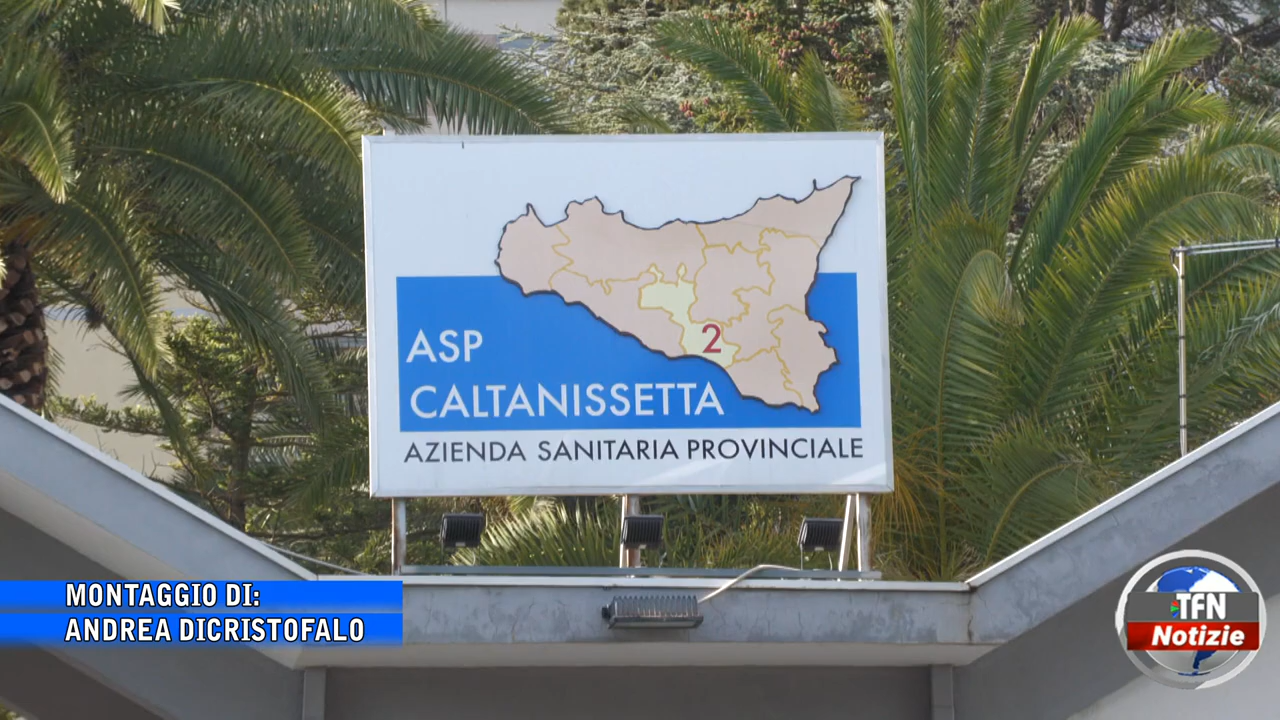 2
ASP
CALTANISSETTA
AZIENDA SANITARIA PROVINCIALE
MONTAGGIO DI:
ANDREA DICRISTOFALO
TFN
Notizie